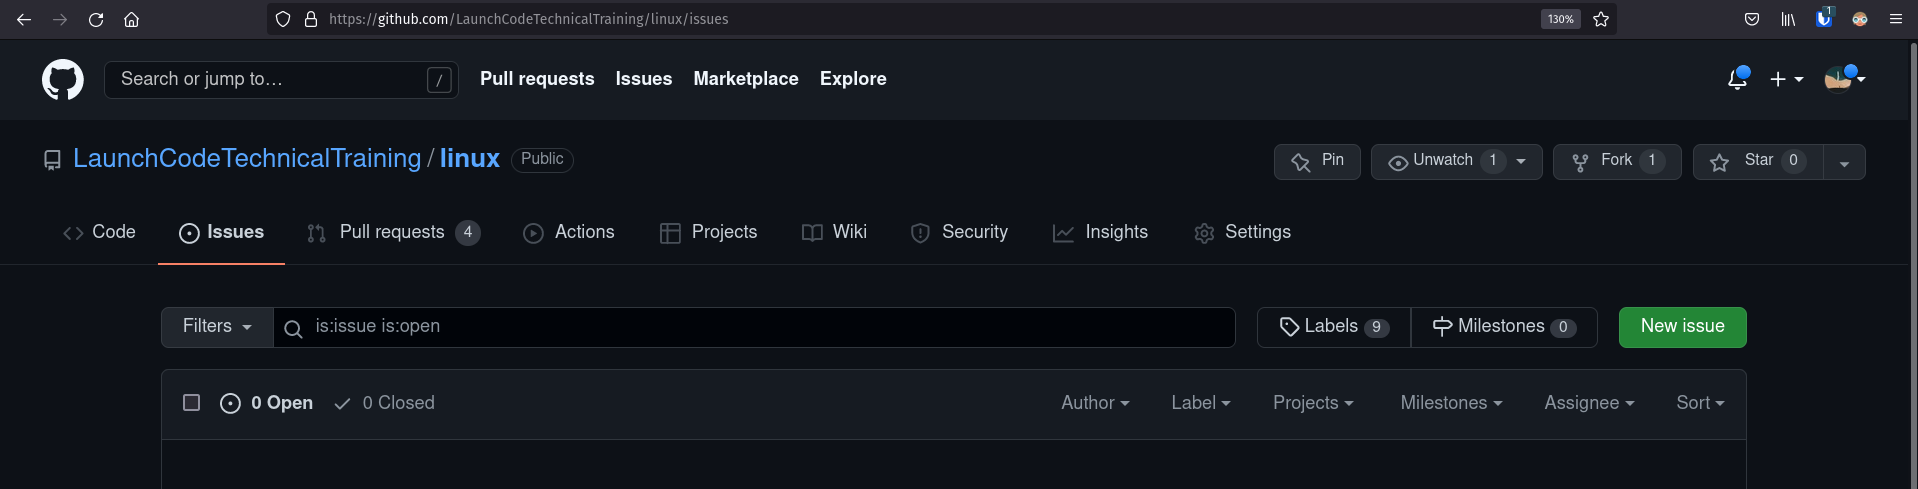 https://github.com/LaunchCodeTechnicalTraining/linux/issues 130% 1
Search or jump to… / Pull requests Issues Marketplace Explore
LaunchCodeTechnicalTraining / linux Public Pin Unwatch 1 Fork 1 Star 0
Code Issues Pull requests 4 Actions Projects Wiki Security Insights Settings
Filters is:issue is:open Labels 9 Milestones 0 New issue
0 Open 0 Closed Author Label Projects Milestones Assignee Sort